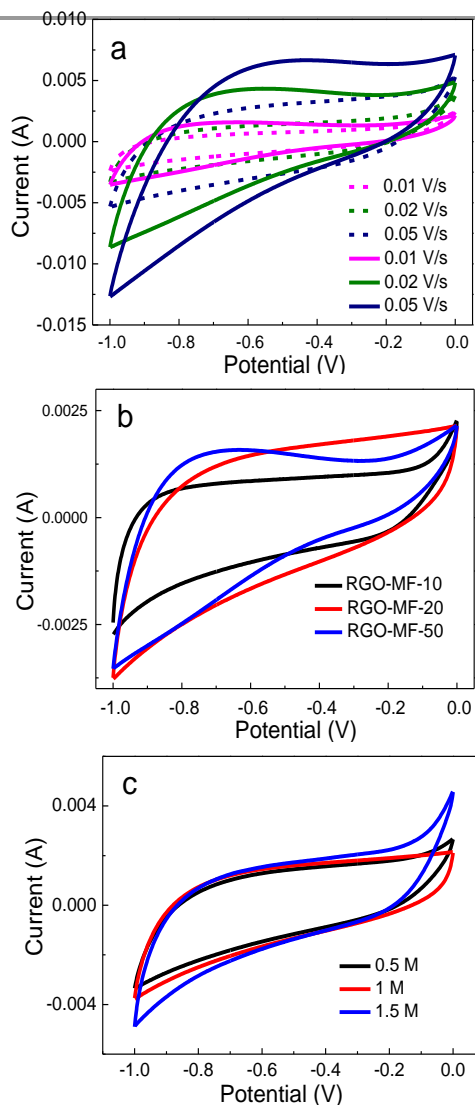 0.010
a
0.005
0.000
-0.005
-0.010
-0.015
Current (A)
0.01 V/s
0.02 V/s
0.05 V/s
0.01 V/s
0.02 V/s
0.05 V/s
-1.0 -0.8 -0.6 -0.4 -0.2 0.0
Potential (V)
b
0.0025
0.0000
-0.0025
Current (A)
RGO-MF-10
RGO-MF-20
RGO-MF-50
-1.0 -0.8 -0.6 -0.4 -0.2 0.0
Potential (V)
c
0.004
0.000
-0.004
Current (A)
0.5 M
1 M
1.5 M
-1.0 -0.8 -0.6 -0.4 -0.2 0.0
Potential (V)